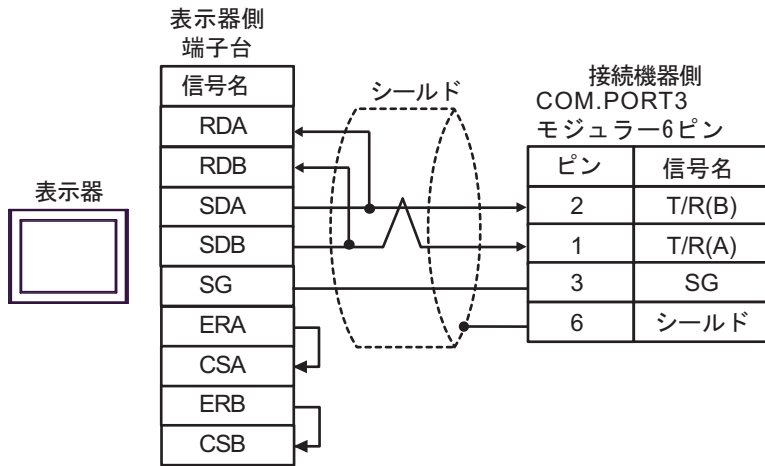 表示器側
端子台
信号名
RDA
RDB
SDA
SDB
SG
ERA
CSA
ERB
CSB
表示器
シールド
接続機器側
COM.PORT3
モジュラー6ピン
ピン 信号名
2 T/R(B)
1 T/R(A)
3 SG
6 シールド